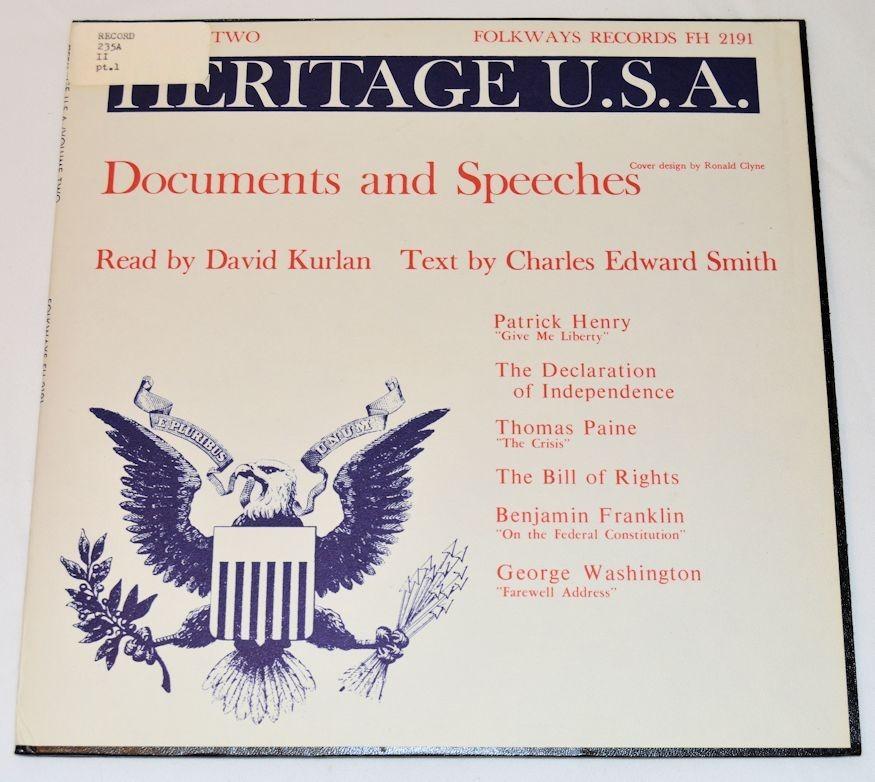 RECORD
235A
II
pt.1
TWO
FOLKWAYS RECORDS FH 2191
HERITAGE U.S.A.
Cover design by Ronald Clyne
Documents and Speeches
Read by David Kurlan Text by Charles Edward Smith
Patrick Henry
"Give Me Liberty"
The Declaration
of Independence
Thomas Paine
"The Crisis"
The Bill of Rights
Benjamin Franklin
"On the Federal Constitution"
George Washington
"Farewell Address"
E PLURIBUS
UNUM